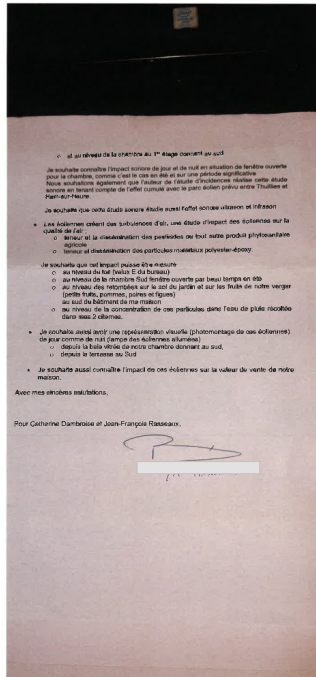 o et au niveau de la chambre au 1er étage donnant au sud
Je souhaite connaître l'impact sonore de jour et de nuit en situation de fenêtre ouverte
pour la chambre, comme c'est le cas en été et sur une période significative
Nous souhaitons également que l'auteur de l'étude d'incidences réalise cette étude
sonore en tenant compte de l'effet cumulé avec le parc éolien prévu entre Thuillies et
Ham-sur-Heure.
Je souhaite que cette étude sonore étudie aussi l'effet sonore ultrason et infrason
• Les éoliennes créent des turbulences d'air, une étude d'impact des éoliennes sur la
qualité de l'air :
o teneur et la dissémination des pesticides ou tout autre produit phytosanitaire
agricole
o teneur et dissémination des particules matériaux polyester-époxy.
Je souhaite que cet impact puisse être mesuré
o au niveau du toit (velux E du bureau)
o au niveau de la chambre Sud fenêtre ouverte par beau temps en été
o au niveau des retombées sur le sol du jardin et sur les fruits de notre verger
(petits fruits, pommes, poires et figues)
au sud du bâtiment de ma maison
o au niveau de la concentration de ces particules dans l'eau de pluie récoltée
dans mes 2 citernes.
• Je souhaite aussi avoir une représentation visuelle (photomontage de ces éoliennes)
de jour comme de nuit (lampe des éoliennes allumées)
o depuis la baie vitrée de notre chambre donnant au sud,
o depuis la terrasse au Sud
• Je souhaite aussi connaître l'impact de ces éoliennes sur la valeur de vente de notre
maison.
Avec mes sincères salutations,
Pour Catherine Dambroise et Jean-François Rasseaux,